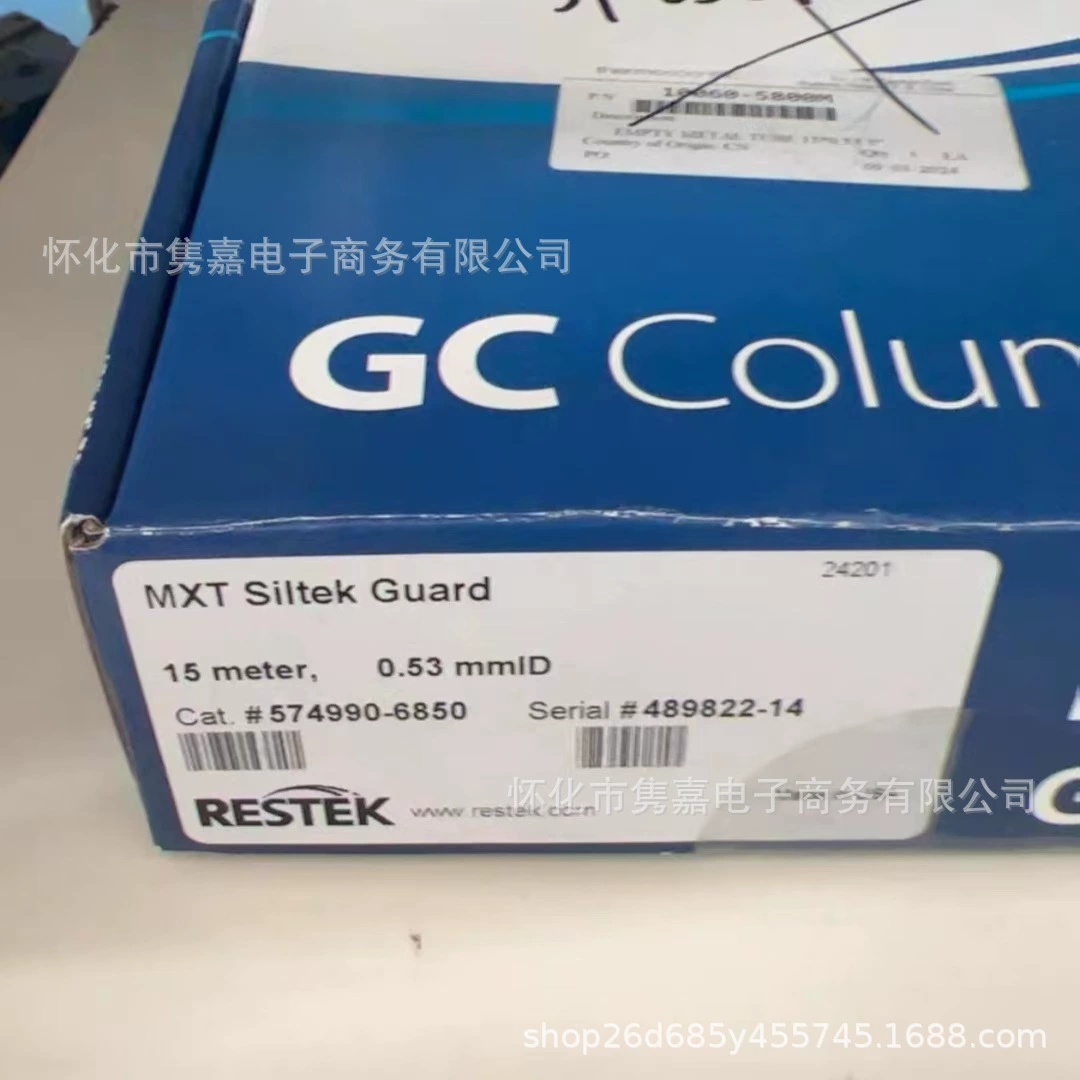 P/N 10060-5800M
Description
EMPTY METAL TUBE
Country of Origin: CN
PO
怀化市隽嘉电子商务有限公司
GC Colum
MXT Siltek Guard
24201
15 meter, 0.53 mmID
Cat. #574990-6850 Serial #489822-14
RESTEK www.restek.com
怀化市隽嘉电子商务有限公司
shop26d685y455745.1688.com